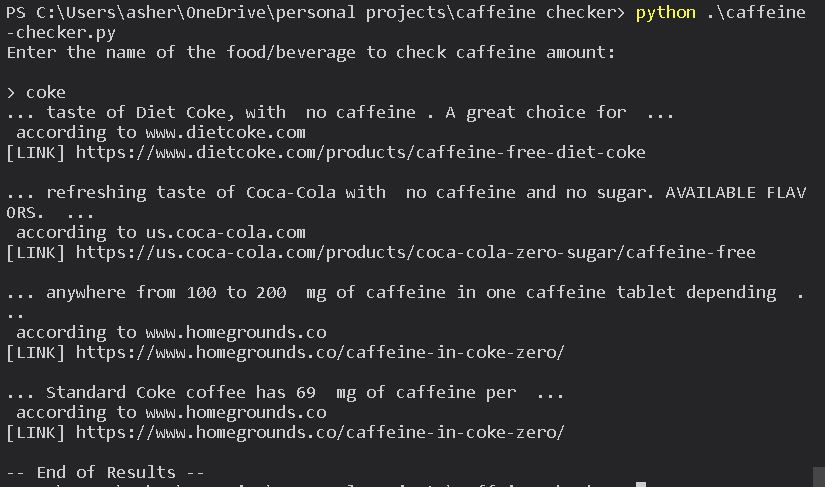 PS C:\Users\asher\OneDrive\personal projects\caffeine checker> python .\caffeine
-checker.py
Enter the name of the food/beverage to check caffeine amount:
> coke
... taste of Diet Coke, with  no caffeine . A great choice for  ...
 according to www.dietcoke.com
[LINK] https://www.dietcoke.com/products/caffeine-free-diet-coke
... refreshing taste of Coca-Cola with  no caffeine and no sugar. AVAILABLE FLAV
ORS.  ...
 according to us.coca-cola.com
[LINK] https://us.coca-cola.com/products/coca-cola-zero-sugar/caffeine-free
... anywhere from 100 to 200  mg of caffeine in one caffeine tablet depending  .
..
 according to www.homegrounds.co
[LINK] https://www.homegrounds.co/caffeine-in-coke-zero/
... Standard Coke coffee has 69  mg of caffeine per  ...
 according to www.homegrounds.co
[LINK] https://www.homegrounds.co/caffeine-in-coke-zero/
-- End of Results --